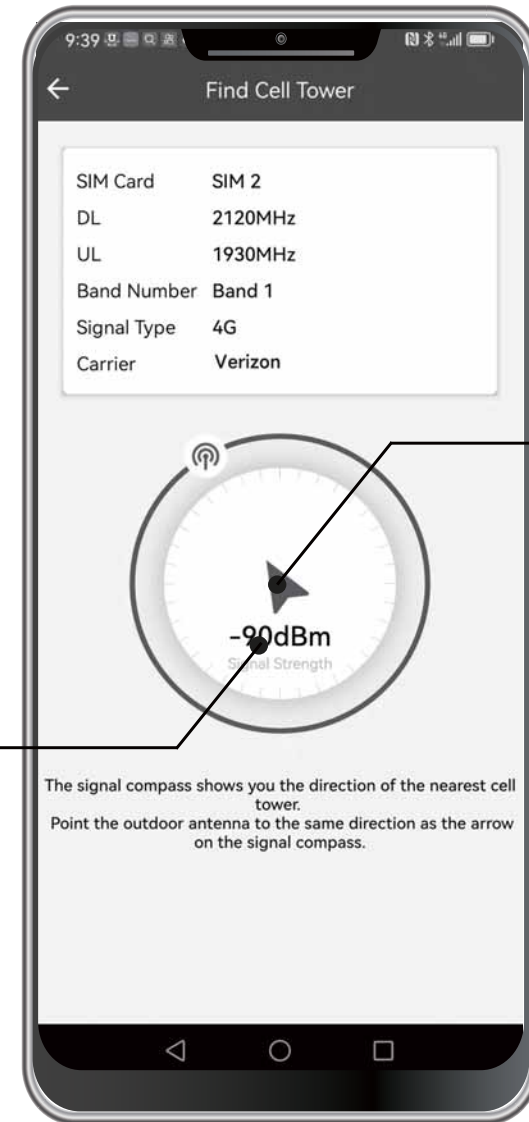 9:39
Find Cell Tower
SIM Card SIM 2
DL 2120MHz
UL 1930MHz
Band Number Band 1
Signal Type 4G
Carrier Verizon
-90dBm
Signal Strength
The signal compass shows you the direction of the nearest cell
tower.
Point the outdoor antenna to the same direction as the arrow
on the signal compass.